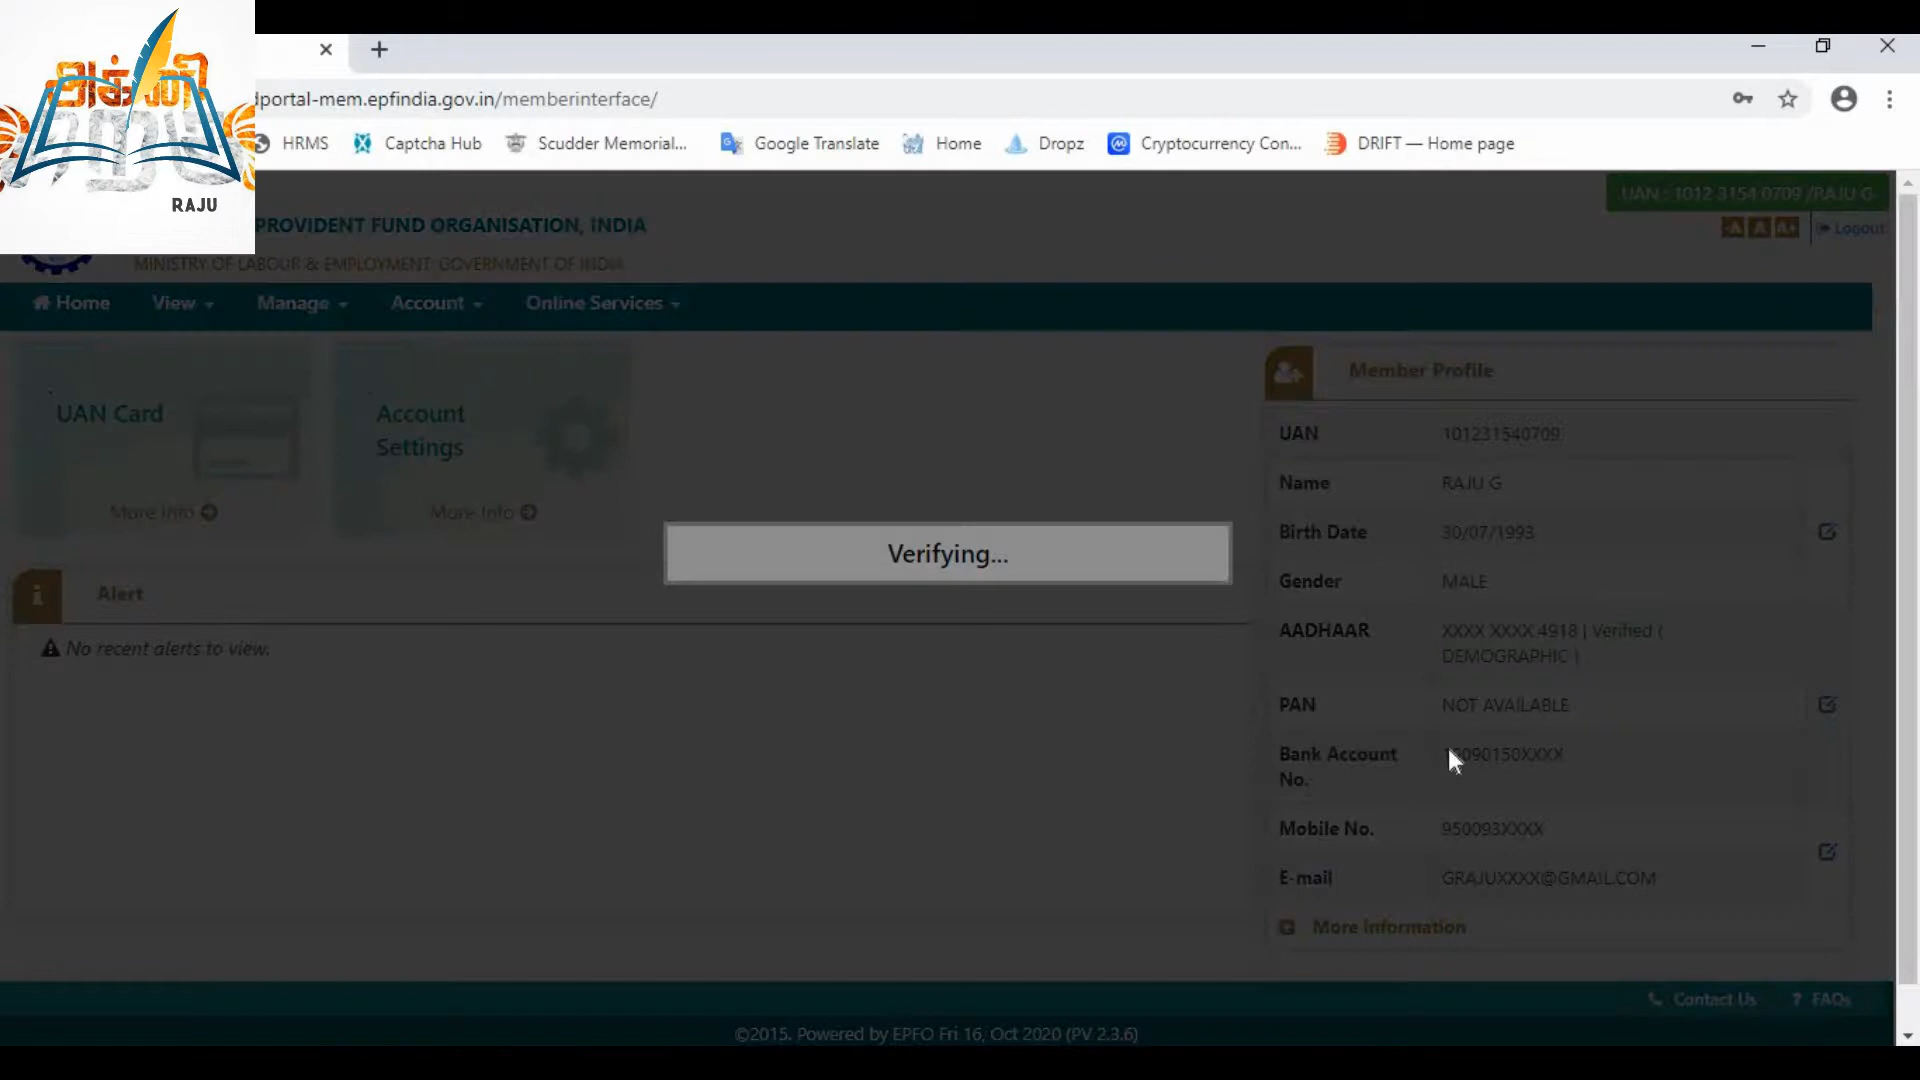 அக்னி
சிறகு
RAJU
dportal-mem.epfindia.gov.in/memberinterface/
HRMS
Captcha Hub
Scudder Memorial...
Google Translate
Home
Dropz
Cryptocurrency Con...
DRIFT — Home page
UAN : 1012 3154 0709 /RAJU G
PROVIDENT FUND ORGANISATION, INDIA
-A A A+ Logout
MINISTRY OF LABOUR & EMPLOYMENT, GOVERNMENT OF INDIA
Home View Manage Account Online Services
UAN Card
More Info
Account
Settings
More Info
Verifying...
Alert
No recent alerts to view.
Member Profile
UAN 101231540709
Name RAJU G
Birth Date 30/07/1993
Gender MALE
AADHAAR XXXX XXXX 4918 | Verified (
DEMOGRAPHIC )
PAN NOT AVAILABLE
Bank Account 090150XXXX
No.
Mobile No. 950093XXXX
E-mail GRAJUXXXX@GMAIL.COM
More Information
Contact Us ? FAQs
©2015. Powered by EPFO Fri 16, Oct 2020 (PV 2.3.6)